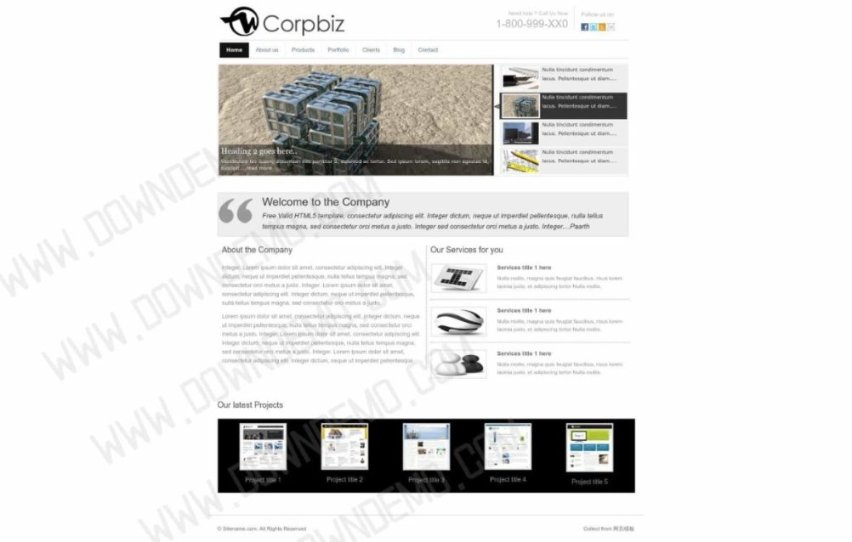 Corpbiz
Need help ? Call Us Now
1-800-999-XX0
Follow us on
Home About us Products Portfolio Clients Blog Contact
Heading 2 goes here..
Nulla tincidunt condimentum
lacus. Pellentesque ut diam....
Nulla tincidunt condimentum
lacus. Pellentesque ut diam....
Nulla tincidunt condimentum
lacus. Pellentesque ut diam....
Nulla tincidunt condimentum
lacus. Pellentesque ut diam....
Welcome to the Company
Free Valid HTML5 template, consectetur adipiscing elit. Integer dictum, neque ut imperdiet pellentesque, nulla tellus
tempus magna, sed consectetur orci metus a justo. Integer sed consectetur orci metus a justo. Integer....Paarth
About the Company
Integer. Lorem ipsum dolor sit amet, consectetur adipiscing elit. Integer
dictum, neque ut imperdiet pellentesque, nulla tellus tempus magna, sed
consectetur orci metus a justo. Integer. Lorem ipsum dolor sit amet,
consectetur adipiscing elit. Integer dictum, neque ut imperdiet pellentesque,
nulla tellus tempus magna, sed consectetur orci metus a justo.
Integer. Lorem ipsum dolor sit amet, consectetur adipiscing elit. Integer dictum, neque
ut imperdiet pellentesque, nulla tellus tempus magna, sed consectetur orci
metus a justo. Integer. Lorem ipsum dolor sit amet, consectetur adipiscing
elit. Integer dictum, neque ut imperdiet pellentesque, nulla tellus tempus magna,
sed consectetur orci metus a justo. Integer. Lorem ipsum dolor sit amet,
consectetur adipiscing elit. Integer dictum, neque ut imperdiet pellentesque.
Our Services for you
Services title 1 here
Nulla mollis, magna quis feugiat faucibus, risus lorem
lacinia justo, et adipiscing tortor tellus Nulla mollis.
Services title 1 here
Nulla mollis, magna quis feugiat faucibus, risus lorem
lacinia justo, et adipiscing tortor tellus Nulla mollis.
Services title 1 here
Nulla mollis, magna quis feugiat faucibus, risus lorem
lacinia justo, et adipiscing tortor tellus Nulla mollis.
Our latest Projects
Project title 1 Project title 2 Project title 3 Project title 4 Project title 5
© Sitename.com. All Rights Reserved
Collect from 网页模板
WWW.DOWNDEMO.COM
WWW.DOWNDEMO.COM
WWW.DOWNDEMO.COM
WWW.DOWNDEMO.COM